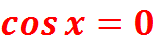 cos x = 0